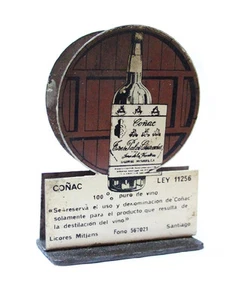 Coñac
COÑAC LEY 11256
100% puro de vino
"Se reserva el uso y denominación de Coñac
solamente para el producto que resulta de
la destilación del vino"
Licores Mitjans Fono 567021 Santiago